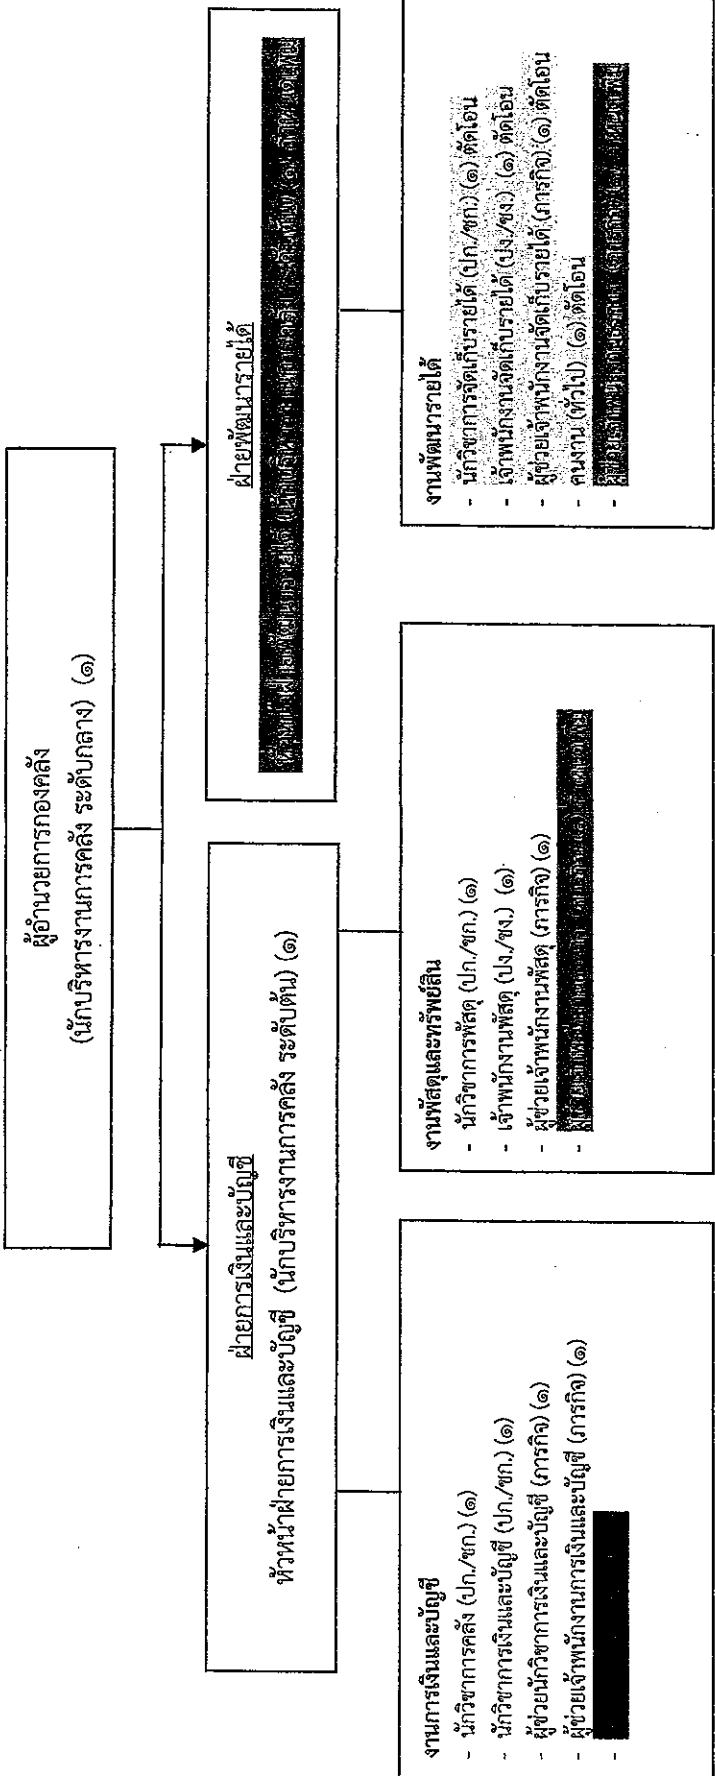 ผู้อำนวยการกองคลัง
(นักบริหารงานการคลัง ระดับกลาง) (๑)
ฝ่ายการเงินและบัญชี
หัวหน้าฝ่ายการเงินและบัญชี (นักบริหารงานการคลัง ระดับต้น) (๑)
ฝ่ายพัฒนารายได้
งานการเงินและบัญชี
- นักวิชาการคลัง (ปก./ชก.) (๑)
- นักวิชาการเงินและบัญชี (ปก./ชก.) (๑)
- ผู้ช่วยนักวิชาการเงินและบัญชี (ภารกิจ) (๑)
- ผู้ช่วยเจ้าพนักงานการเงินและบัญชี (ภารกิจ) (๑)
-
งานพัสดุและทรัพย์สิน
- นักวิชาการพัสดุ (ปก./ชก.) (๑)
- เจ้าพนักงานพัสดุ (ปง./ชง.) (๑)
- ผู้ช่วยเจ้าพนักงานพัสดุ (ภารกิจ) (๑)
-
งานพัฒนารายได้
- นักวิชาการจัดเก็บรายได้ (ปก./ชก.) (๑) ตัดโอน
- เจ้าพนักงานจัดเก็บรายได้ (ปง./ชง.) (๑) ตัดโอน
- ผู้ช่วยเจ้าพนักงานจัดเก็บรายได้ (ภารกิจ) (๑) ตัดโอน
- คนงาน (ทั่วไป) (๑) ตัดโอน
-